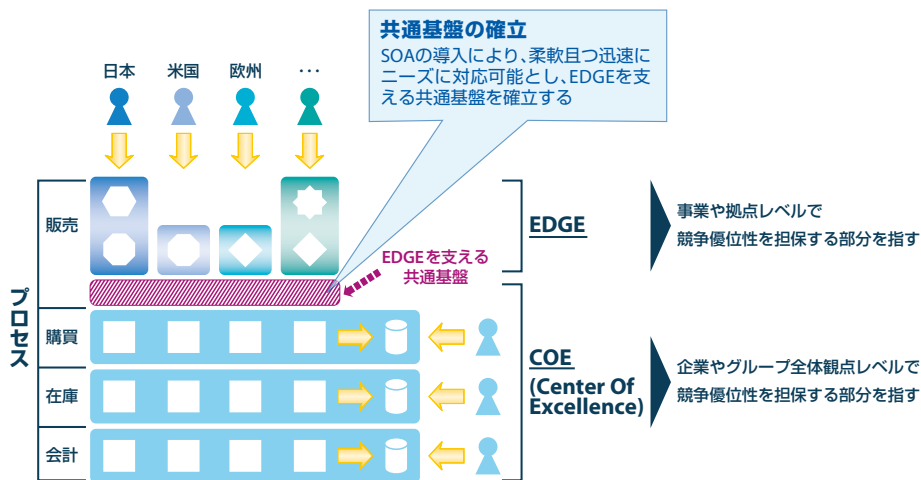 共通基盤の確立
SOAの導入により、柔軟且つ迅速に
ニーズに対応可能とし、EDGEを支
える共通基盤を確立する
日本
米国
欧州
…
プロセス
販売
購買
在庫
会計
EDGEを支える
共通基盤
EDGE
事業や拠点レベルで
競争優位性を担保する部分を指す
COE
(Center Of
Excellence)
企業やグループ全体観点レベルで
競争優位性を担保する部分を指す